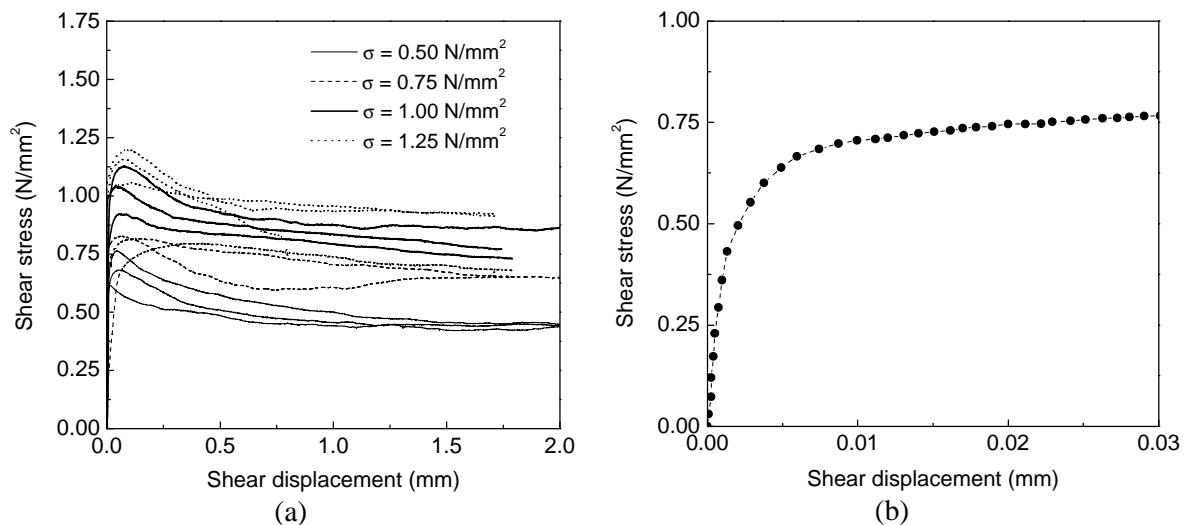 1.75
1.50
1.25
1.00
0.75
0.50
0.25
0.00
Shear stress (N/mm²)
σ = 0.50 N/mm²
σ = 0.75 N/mm²
σ = 1.00 N/mm²
σ = 1.25 N/mm²
0.0 0.5 1.0 1.5 2.0
Shear displacement (mm)
(a)
1.00
0.75
0.50
0.25
0.00
Shear stress (N/mm²)
0.00 0.01 0.02 0.03
Shear displacement (mm)
(b)